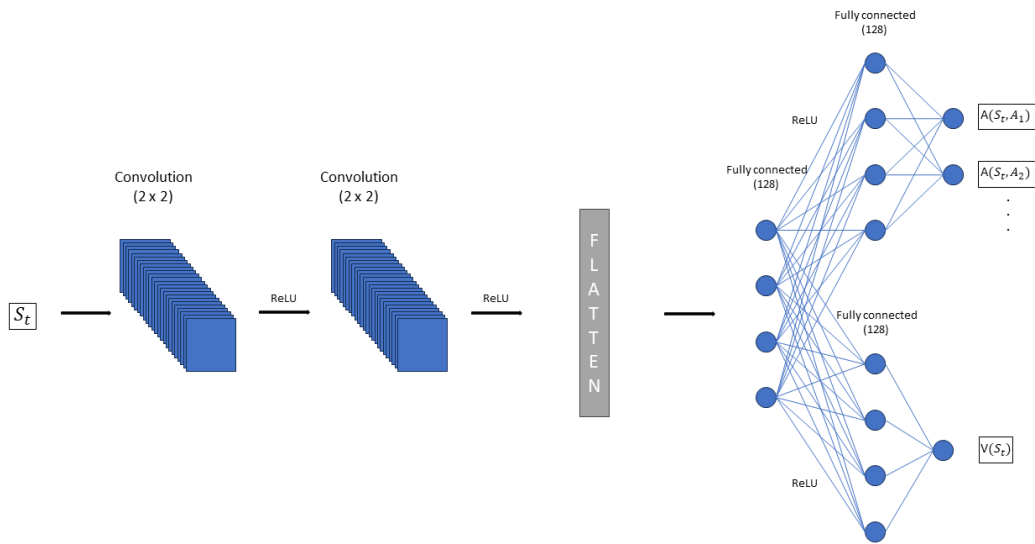 S_t
Convolution
(2 x 2)
ReLU
Convolution
(2 x 2)
ReLU
F
L
A
T
T
E
N
Fully connected
(128)
Fully connected
(128)
ReLU
A(S_t, A_1)
A(S_t, A_2)
.
.
.
Fully connected
(128)
ReLU
V(S_t)